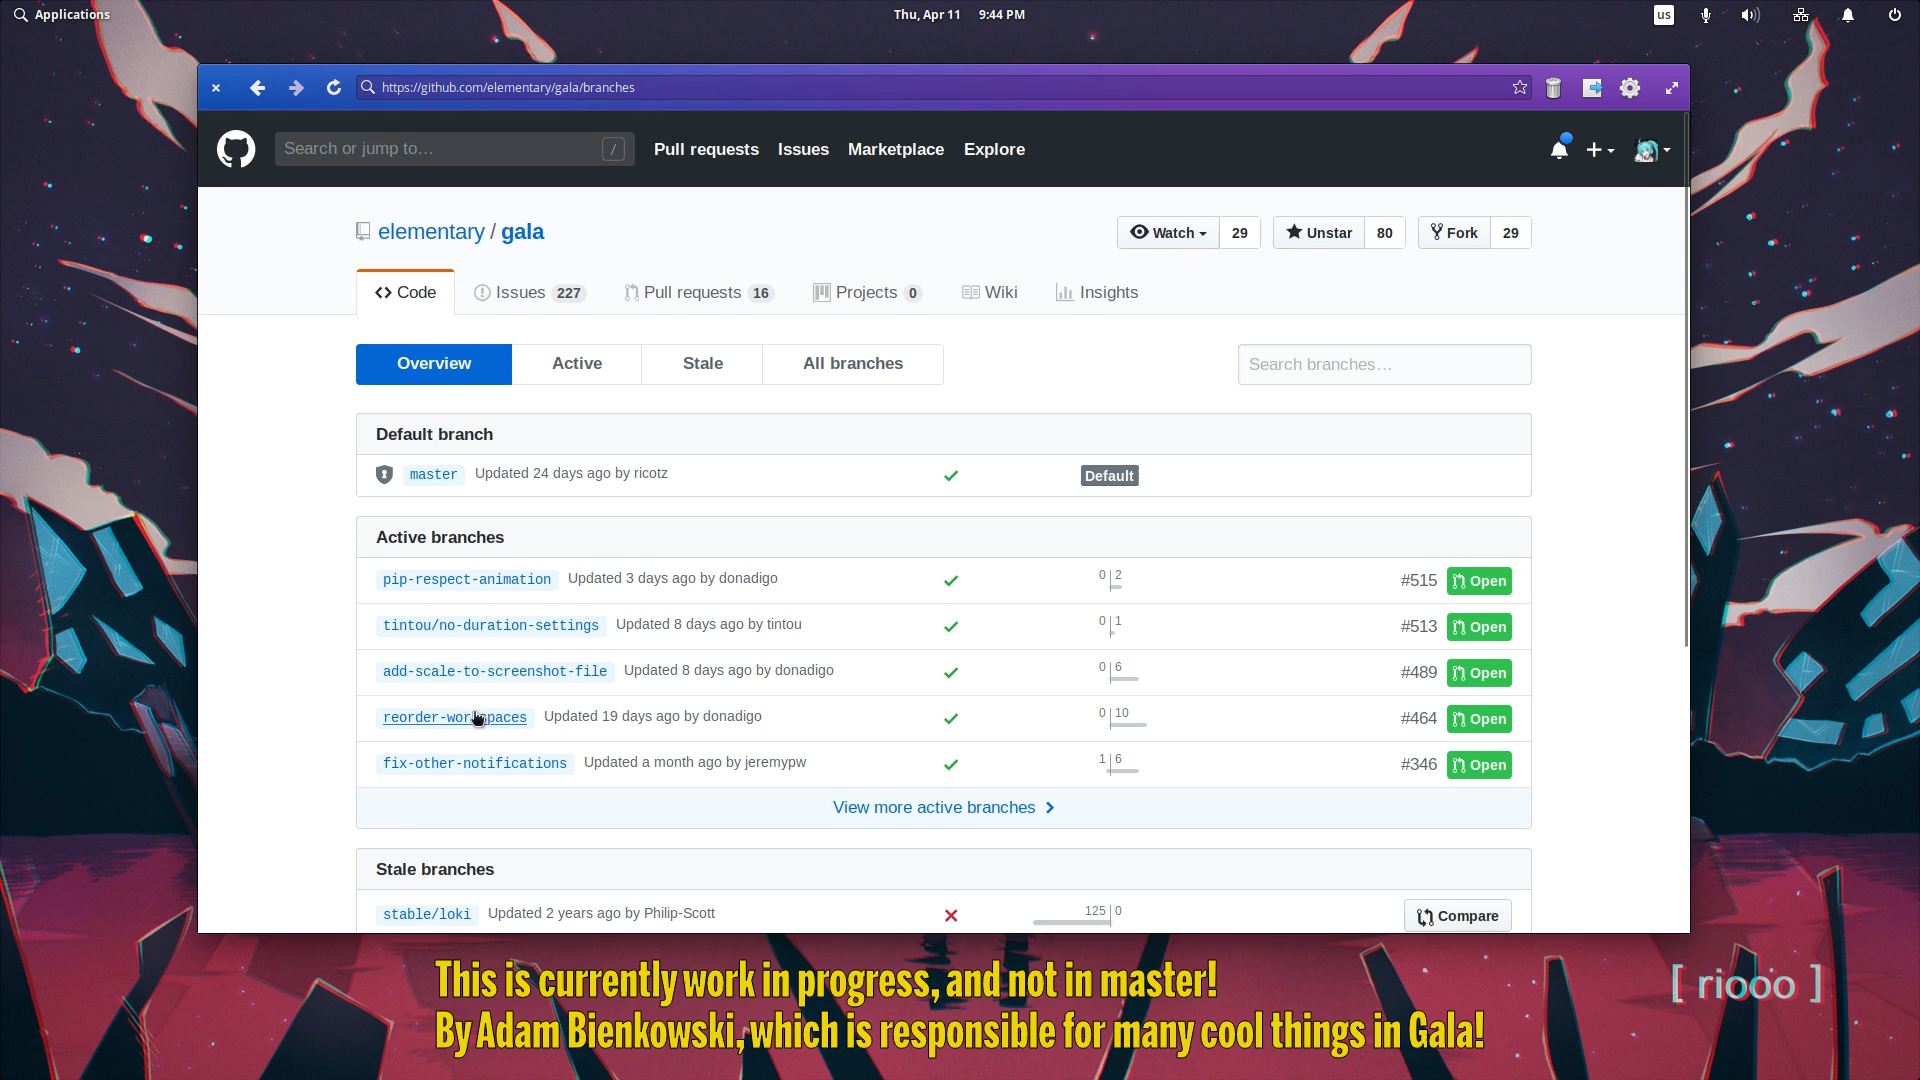 Applications
Thu, Apr 11 9:44 PM
us
https://github.com/elementary/gala/branches
Search or jump to… /
Pull requests Issues Marketplace Explore
elementary / gala
Watch 29 Unstar 80 Fork 29
Code Issues 227 Pull requests 16 Projects 0 Wiki Insights
Overview Active Stale All branches Search branches…
Default branch
master Updated 24 days ago by ricotz Default
Active branches
pip-respect-animation Updated 3 days ago by donadigo 0 2 #515 Open
tintou/no-duration-settings Updated 8 days ago by tintou 0 1 #513 Open
add-scale-to-screenshot-file Updated 8 days ago by donadigo 0 6 #489 Open
reorder-workspaces Updated 19 days ago by donadigo 0 10 #464 Open
fix-other-notifications Updated a month ago by jeremypw 1 6 #346 Open
View more active branches
Stale branches
stable/loki Updated 2 years ago by Philip-Scott 125 0 Compare
This is currently work in progress, and not in master!
By Adam Bienkowski, which is responsible for many cool things in Gala!
[ riooo ]